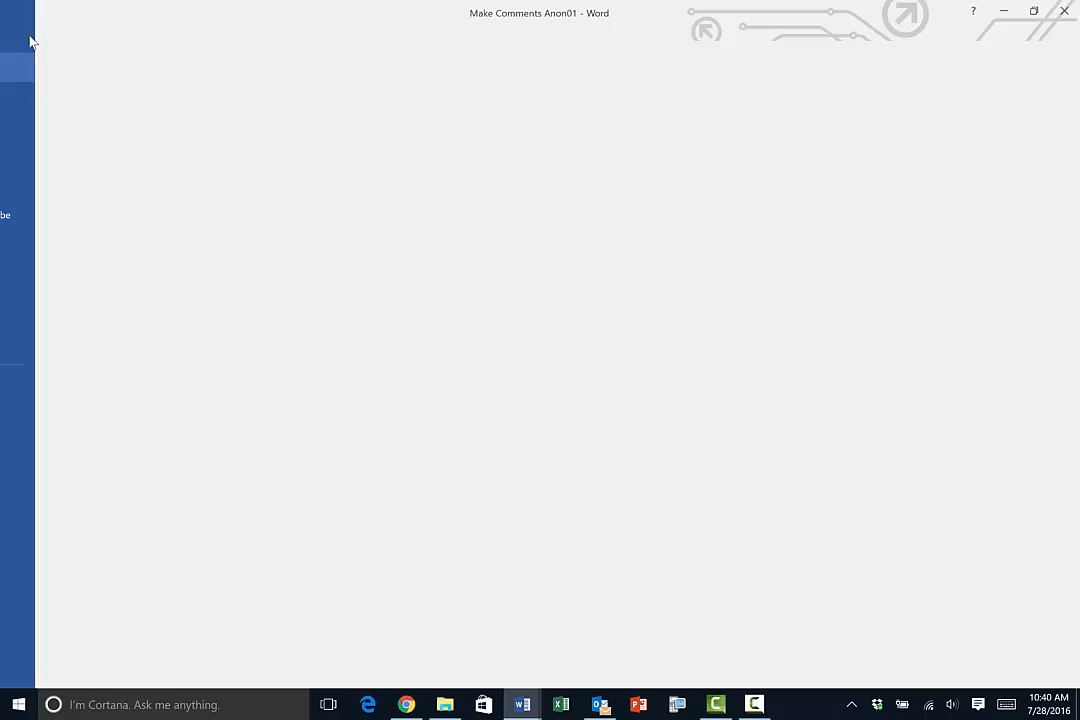 Make Comments Anon01 - Word
?
be
I'm Cortana. Ask me anything.
10:40 AM
7/28/2016